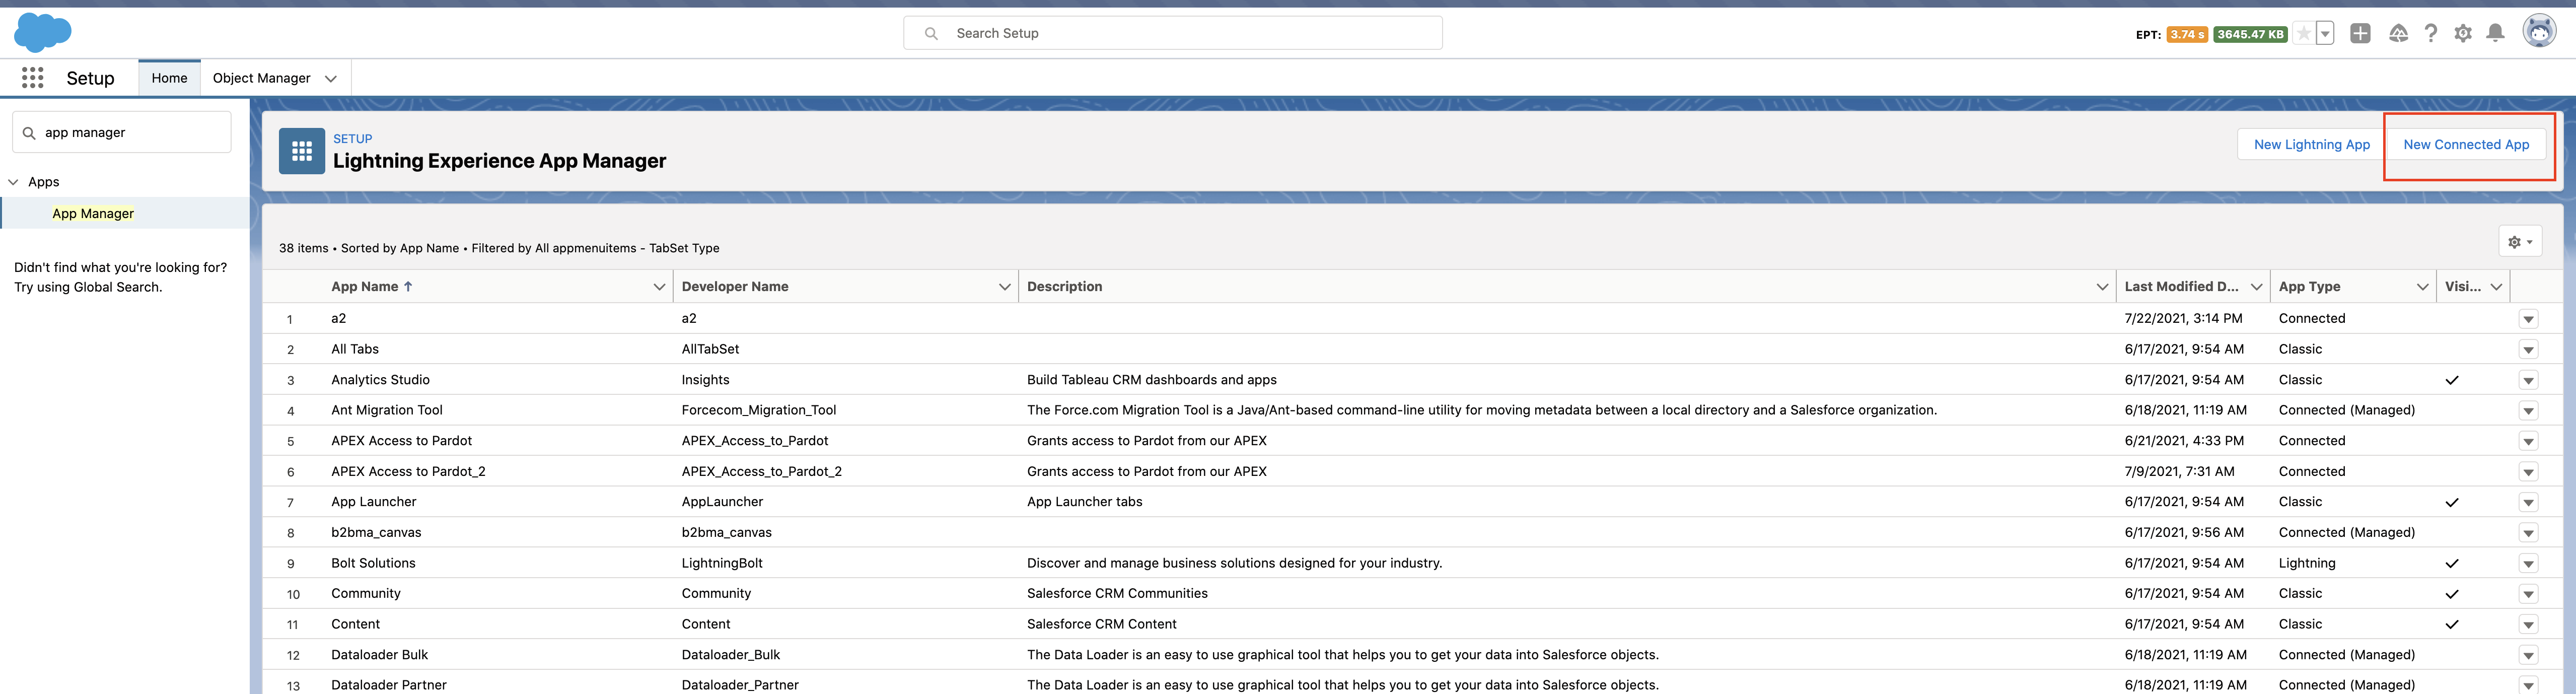 Search Setup
EPT: 3.74 s 3645.47 KB
Setup Home Object Manager
app manager
Apps
App Manager
Didn't find what you're looking for?
Try using Global Search.
SETUP
Lightning Experience App Manager
New Lightning App New Connected App
38 items • Sorted by App Name • Filtered by All appmenuitems - TabSet Type
App Name ↑ Developer Name Description Last Modified D... App Type Visi...
1 a2 a2 7/22/2021, 3:14 PM Connected
2 All Tabs AllTabSet 6/17/2021, 9:54 AM Classic
3 Analytics Studio Insights Build Tableau CRM dashboards and apps 6/17/2021, 9:54 AM Classic ✓
4 Ant Migration Tool Forcecom_Migration_Tool The Force.com Migration Tool is a Java/Ant-based command-line utility for moving metadata between a local directory and a Salesforce organization. 6/18/2021, 11:19 AM Connected (Managed)
5 APEX Access to Pardot APEX_Access_to_Pardot Grants access to Pardot from our APEX 6/21/2021, 4:33 PM Connected
6 APEX Access to Pardot_2 APEX_Access_to_Pardot_2 Grants access to Pardot from our APEX 7/9/2021, 7:31 AM Connected
7 App Launcher AppLauncher App Launcher tabs 6/17/2021, 9:54 AM Classic ✓
8 b2bma_canvas b2bma_canvas 6/17/2021, 9:56 AM Connected (Managed)
9 Bolt Solutions LightningBolt Discover and manage business solutions designed for your industry. 6/17/2021, 9:54 AM Lightning ✓
10 Community Community Salesforce CRM Communities 6/17/2021, 9:54 AM Classic ✓
11 Content Content Salesforce CRM Content 6/17/2021, 9:54 AM Classic ✓
12 Dataloader Bulk Dataloader_Bulk The Data Loader is an easy to use graphical tool that helps you to get your data into Salesforce objects. 6/18/2021, 11:19 AM Connected (Managed)
13 Dataloader Partner Dataloader_Partner The Data Loader is an easy to use graphical tool that helps you to get your data into Salesforce objects. 6/18/2021, 11:19 AM Connected (Managed)